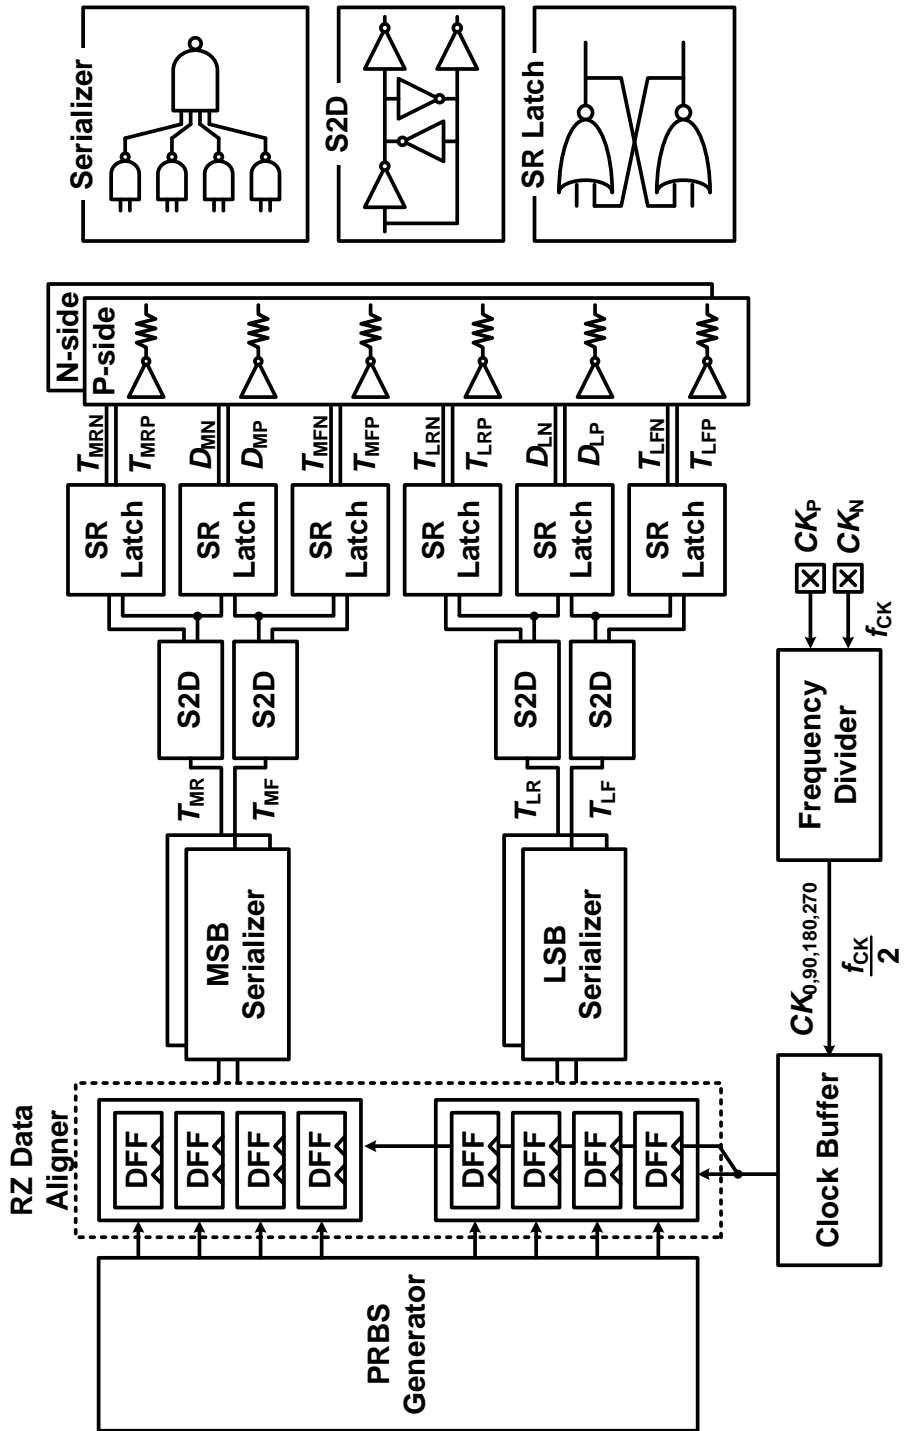 Serializer
S2D
SR Latch
N-side
P-side
T_MRN
T_MRP
D_MN
D_MP
T_MFN
T_MFP
T_LRN
T_LRP
D_LN
D_LP
T_LFN
T_LFP
SR
Latch
SR
Latch
SR
Latch
SR
Latch
SR
Latch
SR
Latch
S2D
S2D
S2D
S2D
T_MR
T_MF
T_LR
T_LF
MSB
Serializer
LSB
Serializer
RZ Data
Aligner
DFF
DFF
DFF
DFF
DFF
DFF
DFF
DFF
PRBS
Generator
CK_P
CK_N
f_CK
Frequency
Divider
CK_0,90,180,270
f_CK
2
Clock Buffer